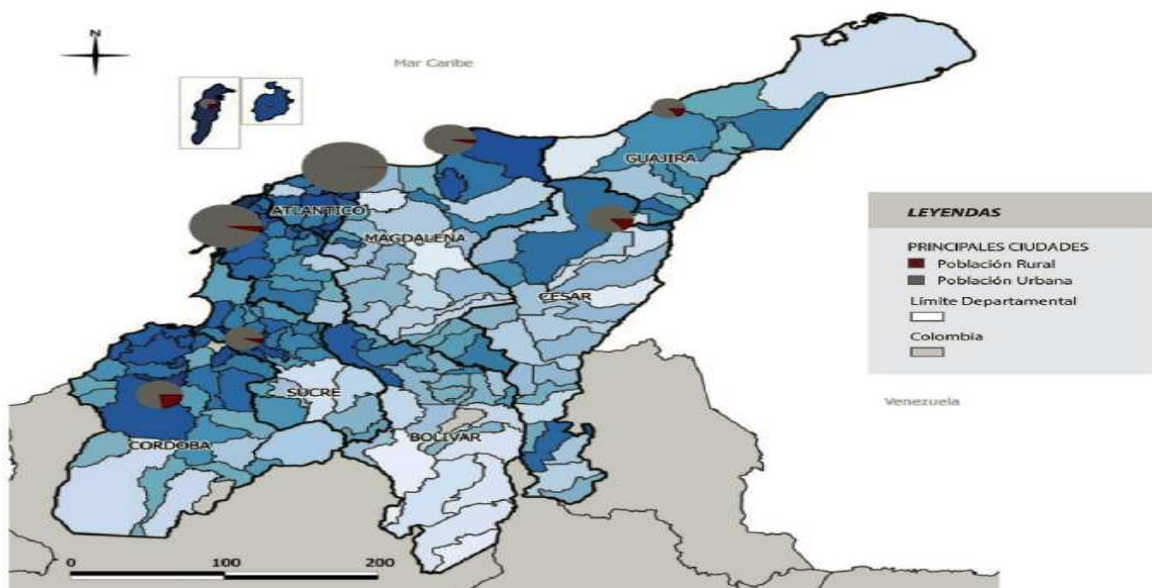 N
Mar Caribe
GUAJIRA
ATLANTICO
MAGDALENA
CESAR
SUCRE
BOLIVAR
CORDOBA
0 100 200
LEYENDAS
PRINCIPALES CIUDADES
Población Rural
Población Urbana
Límite Departamental
Colombia
Venezuela